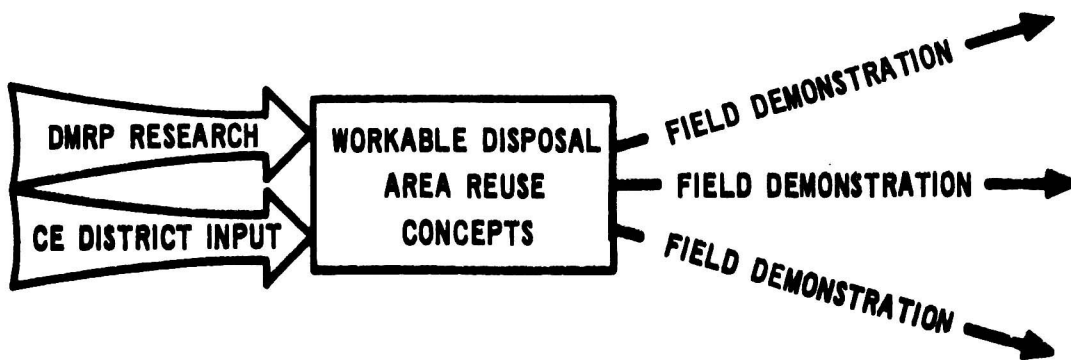 DMRP RESEARCH
CE DISTRICT INPUT
WORKABLE DISPOSAL
AREA REUSE
CONCEPTS
FIELD DEMONSTRATION
FIELD DEMONSTRATION
FIELD DEMONSTRATION